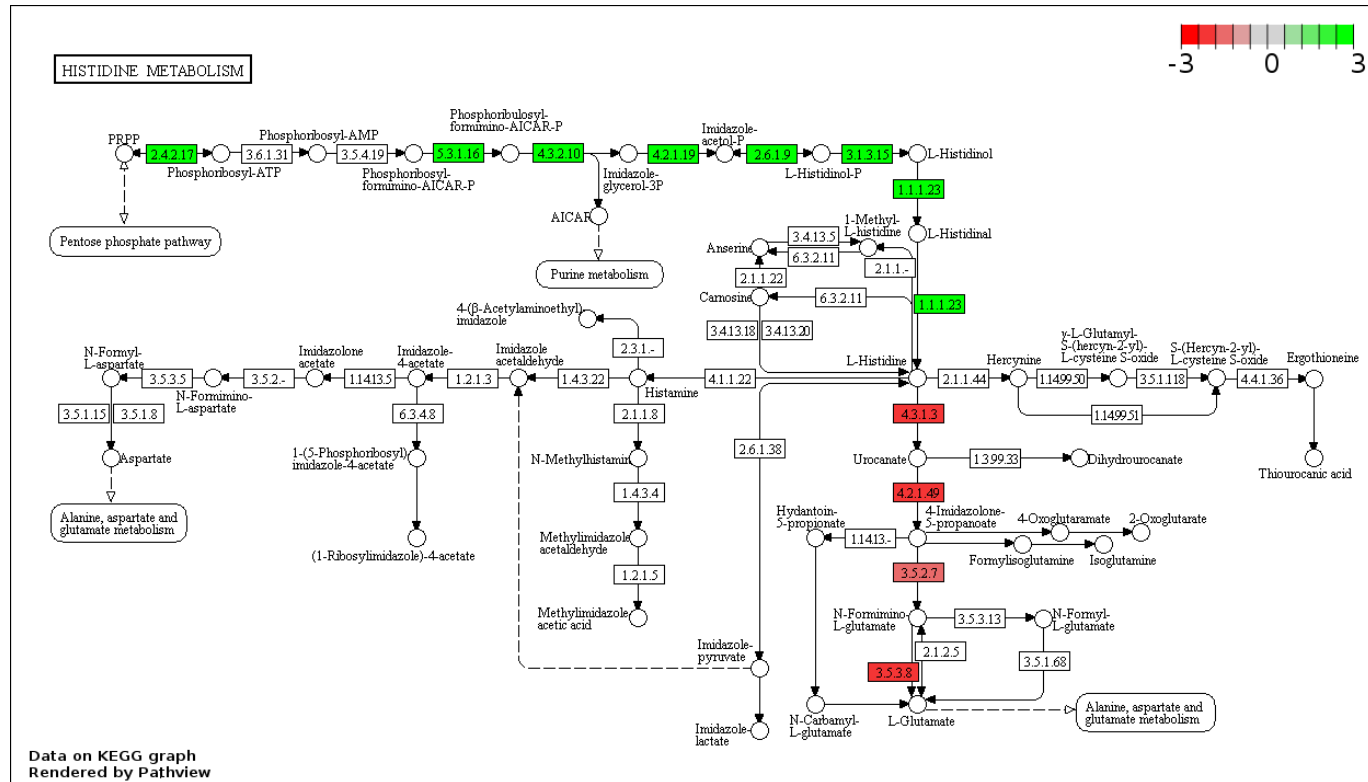 -3 0 3
HISTIDINE METABOLISM
Phosphoribulosyl-
formimino-AICAR-P
PRPP
Phosphoribosyl-AMP
Imidazole-
acetol-P
2.4.2.17
3.6.1.31
3.5.4.19
5.3.1.16
4.3.2.10
4.2.1.19
2.6.1.9
3.1.3.15
L-Histidinol
Phosphoribosyl-ATP
Phosphoribosyl-
formimino-AICAR-P
Imidazole-
glycerol-3P
L-Histidinol-P
1.1.1.23
AICAR
Pentose phosphate pathway
Purine metabolism
1-Methyl-
L-histidine
L-Histidinal
Anserine
3.4.13.5
6.3.2.11
2.1.1.-
2.1.1.22
Carnosine
6.3.2.11
1.1.1.23
3.4.13.18
3.4.13.20
4-(β-Acetylaminoethyl)-
imidazole
2.3.1.-
N-Formyl-
L-aspartate
Imidazolone
acetate
Imidazole-
4-acetate
Imidazole
acetaldehyde
L-Histidine
Hercynine
γ-L-Glutamyl-
S-(hercyn-2-yl)-
L-cysteine S-oxide
S-(Hercyn-2-yl)-
L-cysteine S-oxide
Ergothioneine
3.5.3.5
3.5.2.-
1.14.13.5
1.2.1.3
1.4.3.22
4.1.1.22
2.1.1.44
1.14.99.50
3.5.1.118
4.4.1.36
N-Formimino-
L-aspartate
Histamine
3.5.1.15
3.5.1.8
6.3.4.8
2.1.1.8
4.3.1.3
1.14.99.51
Aspartate
1-(5-Phosphoribosyl)
imidazole-4-acetate
N-Methylhistamin
2.6.1.38
Urocanate
1.3.99.33
Dihydrourocanate
Thiourocanic acid
1.4.3.4
4.2.1.49
Alanine, aspartate and
glutamate metabolism
(1-Ribosylimidazole)-4-acetate
Methylimidazole
acetaldehyde
Hydantoin-
5-propionate
4-Imidazolone-
5-propanoate
4-Oxoglutaramate
2-Oxoglutarate
1.14.13.-
Formylisoglutamine
Isoglutamine
1.2.1.5
3.5.2.7
Methylimidazole
acetic acid
N-Formimino-
L-glutamate
3.5.3.13
N-Formyl-
L-glutamate
2.1.2.5
3.5.1.68
Imidazole-
pyruvate
3.5.3.8
Imidazole-
lactate
N-Carbamyl-
L-glutamate
L-Glutamate
Alanine, aspartate and
glutamate metabolism
Data on KEGG graph
Rendered by Pathview